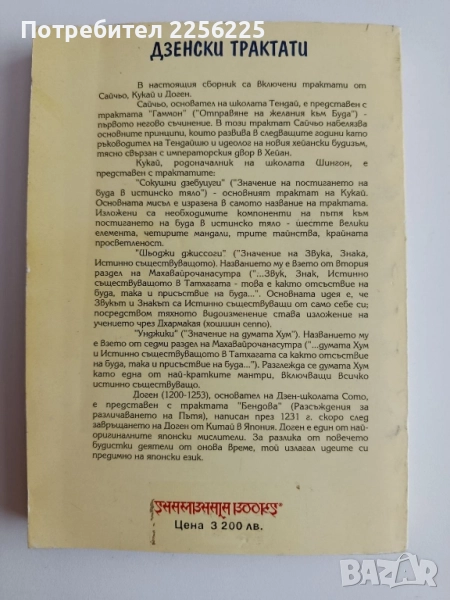 Потребител 2256225
ДЗЕНСКИ ТРАКТАТИ
В настоящия сборник са включени трактати от
Сайчьо, Кукай и Доген.
Сайчьо, основател на школата Тендай, е представен с
трактата "Гаммон" ("Отправяне на желания към Буда") -
първото негово съчинение. В този трактат Сайчьо набелязва
основните принципи, които развива в следващите години като
ръководител на Тендайшю и идеолог на новия хейански будизъм,
тясно свързан с императорския двор в Хейан.
Кукай, родоначалник на школата Шингон, е
представен с трактатите:
"Сокушин дзебуцуги" ("Значение на постигането на
буда в истинско тяло") - основният трактат на Кукай.
Основната мисъл е изразена в самото название на трактата.
Изложени са необходимите компоненти на пътя към
постигането на буда в истинско тяло - шестте велики
елемента, четирите мандали, трите тайнства, крайната
просветленост.
"Шьоджи джиссоги" ("Значение на Звука, Знака,
Истинно съществуващото). Названието му е взето от втория
раздел на Махавайрочанасутра ("...Звук, Знак, Истинно
съществуващото в Татхагата - това е както отсъствие на
буда, така и присъствие на буда..."). Основната идея е, че
Звукът и Знакът са Истинно съществуващи от само себе си;
посредством тяхното видоизменение става изложение на
учението чрез Дхармакая (хошшин сеппо).
"Унджики" ("Значение на думата Хум"). Названието му
е взето от седми раздел на Махавайрочанасутра ("...думата Хум
и Истинно съществуващото в Татхагата са както отсъствие
на буда, така и присъствие на буда..."). Разглежда се думата Хум
като една от най-кратките мантри, включващи всичко
истинно съществуващо.
Доген (1200-1253), основател на Дзен-школата Сото,
е представен с трактата "Бендова" (Разсъждения за
различаването на Пътя), написан през 1231 г. скоро след
завръщането на Доген от Китай в Япония. Доген е един от най-
оригиналните японски мислители. За разлика от повечето
будистки деятели от онова време, той излагал идеите си
предимно на японски език.
SHAMBHALA BOOKS
Цена 3 200 лв.
BAZAR